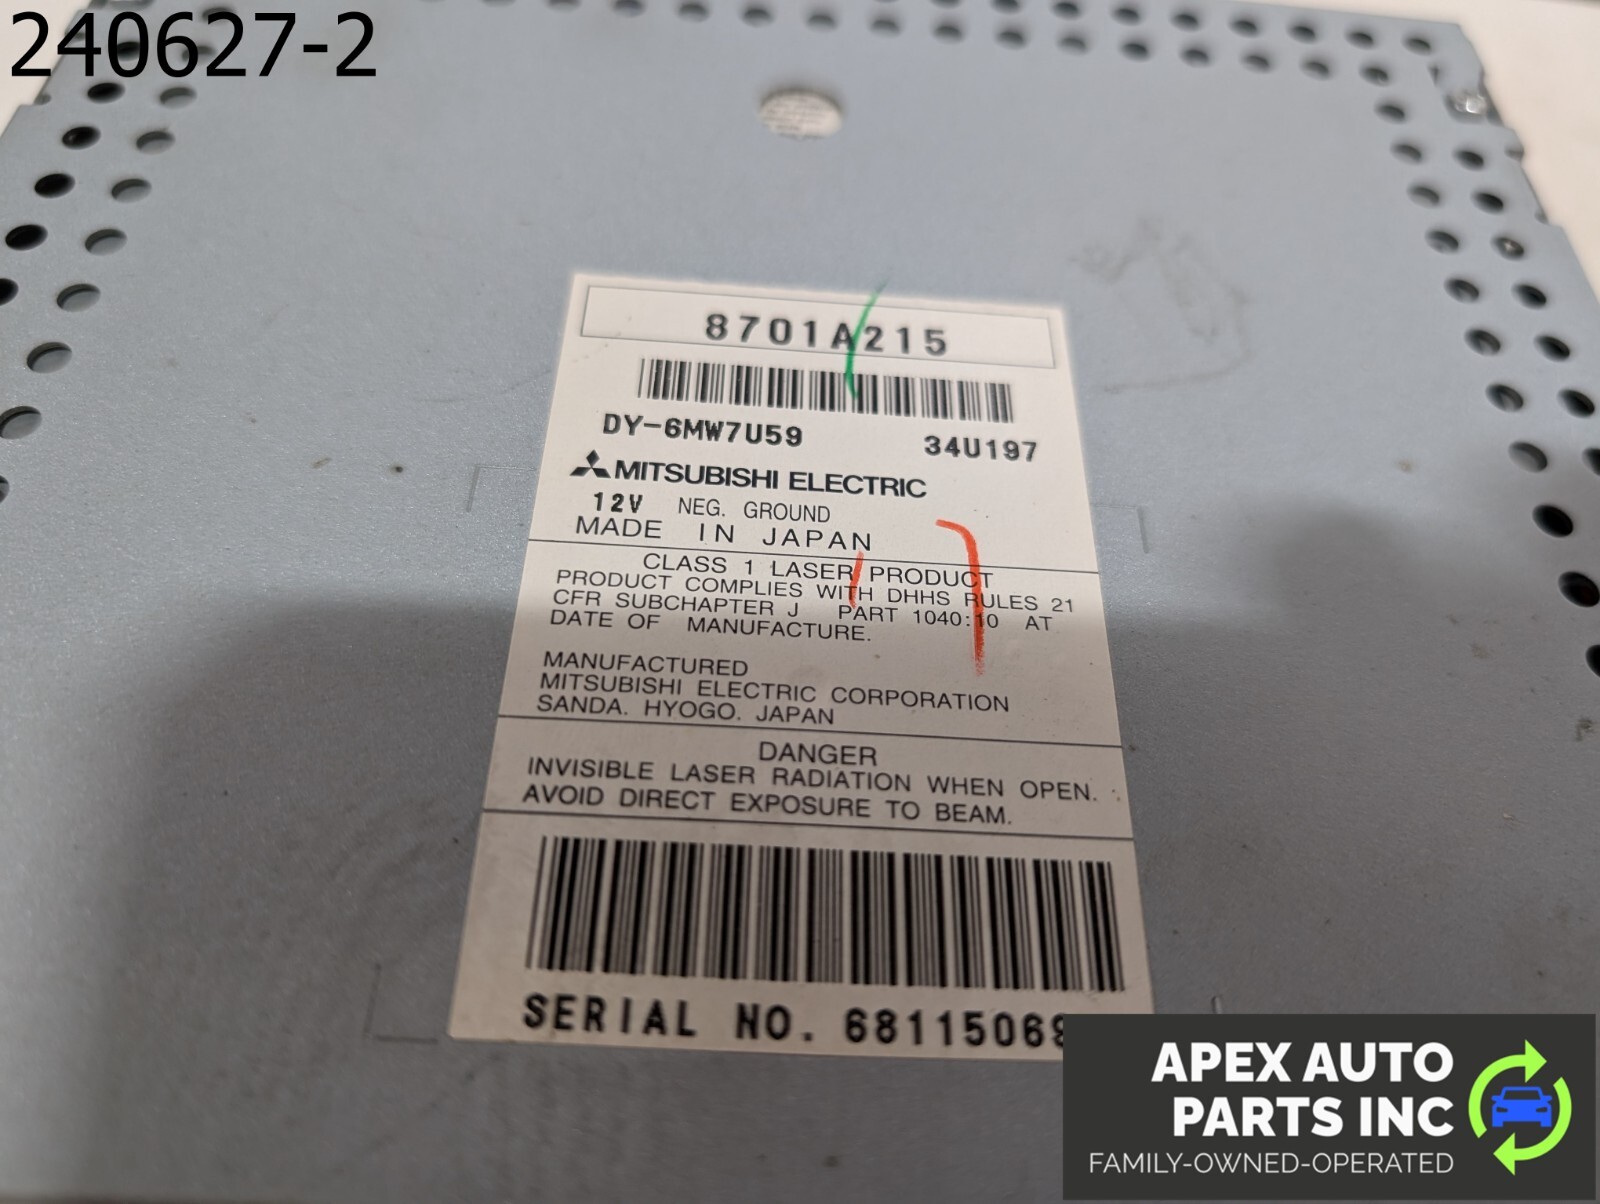 240627-2
8701A215
DY-6MW7U59 34U197
MITSUBISHI ELECTRIC
12V NEG. GROUND
MADE IN JAPAN
CLASS 1 LASER PRODUCT
PRODUCT COMPLIES WITH DHHS RULES 21
CFR SUBCHAPTER J PART 1040:10 AT
DATE OF MANUFACTURE.
MANUFACTURED
MITSUBISHI ELECTRIC CORPORATION
SANDA. HYOGO. JAPAN
DANGER
INVISIBLE LASER RADIATION WHEN OPEN.
AVOID DIRECT EXPOSURE TO BEAM.
SERIAL NO.
APEX AUTO
PARTS INC
FAMILY-OWNED-OPERATED